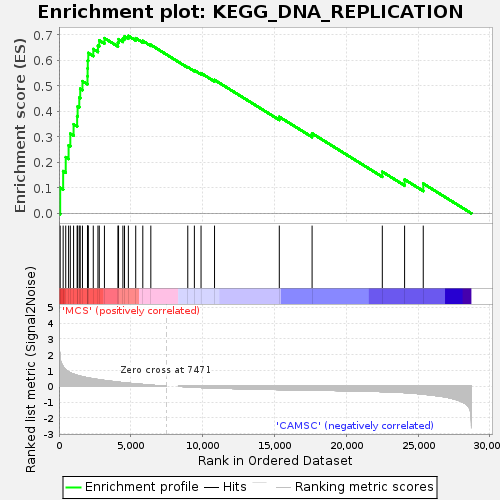 Enrichment plot: KEGG_DNA_REPLICATION
Enrichment score (ES)
0.7
0.6
0.5
0.4
0.3
0.2
0.1
0.0
'MCS' (positively correlated)
Ranked list metric (Signal2Noise)
5
4
3
2
1
0
-1
-2
-3
Zero cross at 7471
'CAMSC' (negatively correlated)
0
5,000
10,000
15,000
20,000
25,000
30,000
Rank in Ordered Dataset
Enrichment profile
Hits
Ranking metric scores